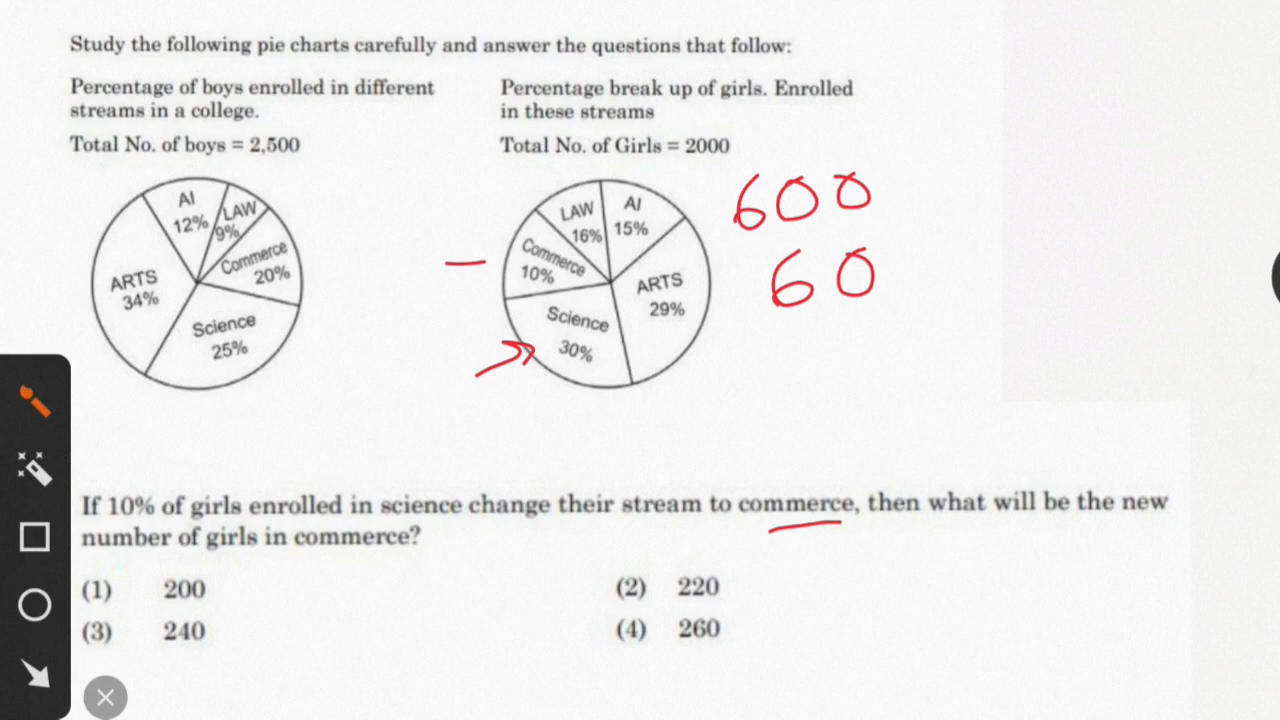 Study the following pie charts carefully and answer the questions that follow:
Percentage of boys enrolled in different
streams in a college.
Total No. of boys = 2,500
Percentage break up of girls. Enrolled
in these streams
Total No. of Girls = 2000
AI
12%
LAW
9%
Commerce
20%
ARTS
34%
Science
25%
LAW
16%
AI
15%
Commerce
10%
ARTS
29%
Science
30%
600
60
If 10% of girls enrolled in science change their stream to commerce, then what will be the new
number of girls in commerce?
(1) 200
(2) 220
(3) 240
(4) 260